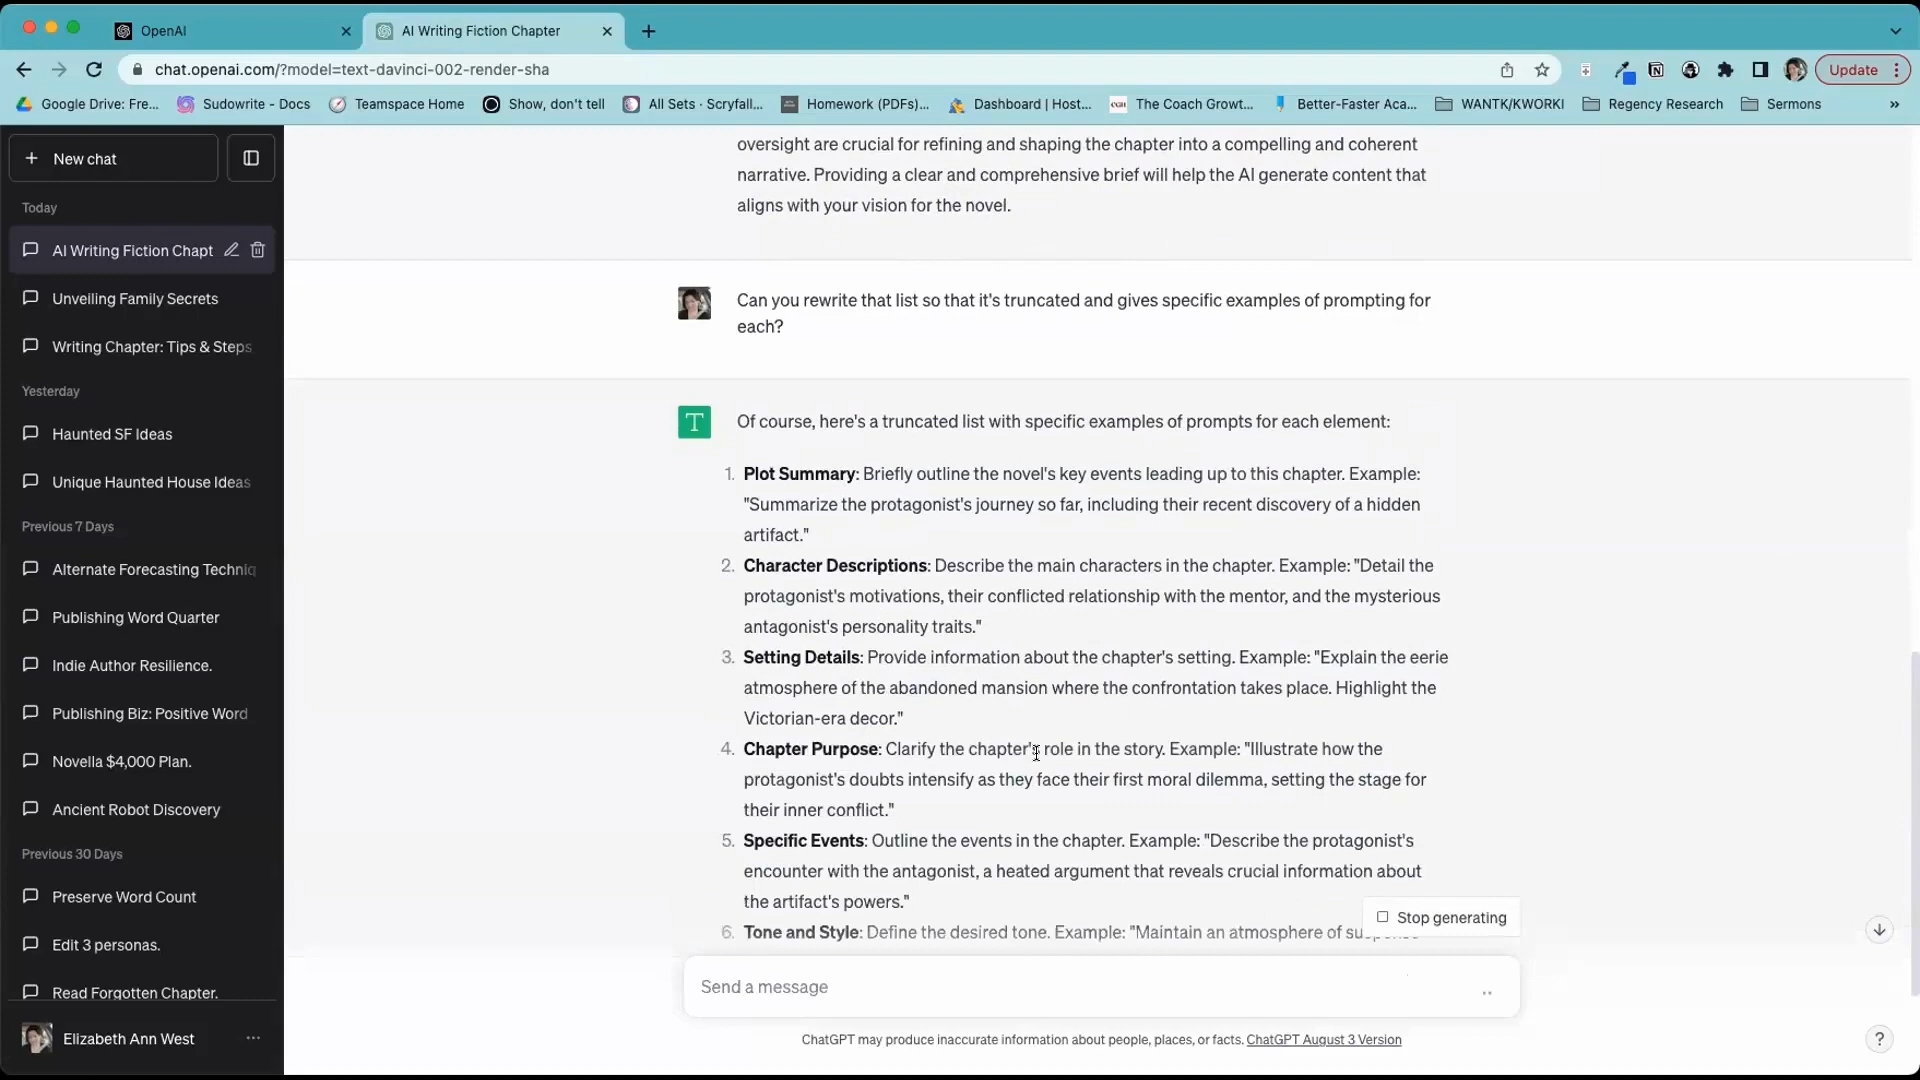 OpenAI
AI Writing Fiction Chapter
chat.openai.com/?model=text-davinci-002-render-sha
Update
Google Drive: Fre...
Sudowrite - Docs
Teamspace Home
Show, don't tell
All Sets · Scryfall...
Homework (PDFs)...
Dashboard | Host...
The Coach Growt...
Better-Faster Aca...
WANTK/KWORKI
Regency Research
Sermons
»
+ New chat
Today
AI Writing Fiction Chapt
Unveiling Family Secrets
Writing Chapter: Tips & Steps
Yesterday
Haunted SF Ideas
Unique Haunted House Ideas
Previous 7 Days
Alternate Forecasting Techniq
Publishing Word Quarter
Indie Author Resilience.
Publishing Biz: Positive Word
Novella $4,000 Plan.
Ancient Robot Discovery
Previous 30 Days
Preserve Word Count
Edit 3 personas.
Read Forgotten Chapter.
Elizabeth Ann West
oversight are crucial for refining and shaping the chapter into a compelling and coherent
narrative. Providing a clear and comprehensive brief will help the AI generate content that
aligns with your vision for the novel.
Can you rewrite that list so that it's truncated and gives specific examples of prompting for
each?
T
Of course, here's a truncated list with specific examples of prompts for each element:
1. Plot Summary: Briefly outline the novel's key events leading up to this chapter. Example:
"Summarize the protagonist's journey so far, including their recent discovery of a hidden
artifact."
2. Character Descriptions: Describe the main characters in the chapter. Example: "Detail the
protagonist's motivations, their conflicted relationship with the mentor, and the mysterious
antagonist's personality traits."
3. Setting Details: Provide information about the chapter's setting. Example: "Explain the eerie
atmosphere of the abandoned mansion where the confrontation takes place. Highlight the
Victorian-era decor."
4. Chapter Purpose: Clarify the chapter's role in the story. Example: "Illustrate how the
protagonist's doubts intensify as they face their first moral dilemma, setting the stage for
their inner conflict."
5. Specific Events: Outline the events in the chapter. Example: "Describe the protagonist's
encounter with the antagonist, a heated argument that reveals crucial information about
the artifact's powers."
Stop generating
6. Tone and Style: Define the desired tone. Example: "Maintain an atmosphere of suspense
Send a message
ChatGPT may produce inaccurate information about people, places, or facts. ChatGPT August 3 Version
?